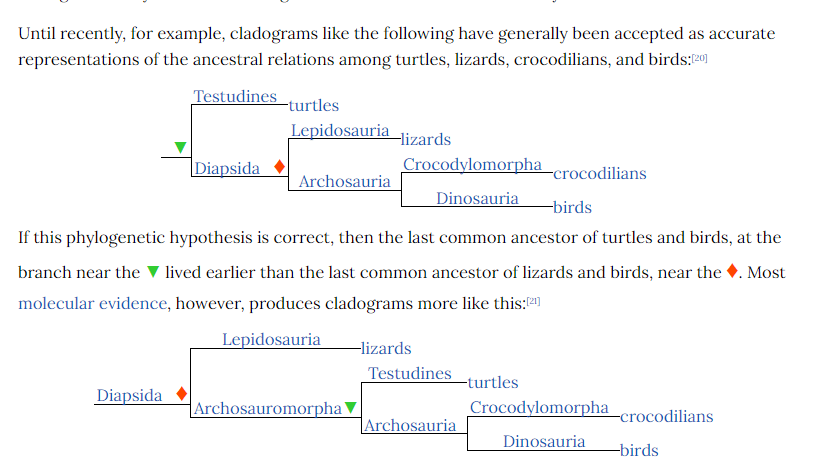 Until recently, for example, cladograms like the following have generally been accepted as accurate
representations of the ancestral relations among turtles, lizards, crocodilians, and birds:[20]
Testudines
turtles
Lepidosauria
lizards
Diapsida
Crocodylomorpha
crocodilians
Archosauria
Dinosauria
birds
If this phylogenetic hypothesis is correct, then the last common ancestor of turtles and birds, at the
branch near the ▼ lived earlier than the last common ancestor of lizards and birds, near the ♦. Most
molecular evidence, however, produces cladograms more like this:[21]
Lepidosauria
lizards
Testudines
turtles
Diapsida
Archosauromorpha
Crocodylomorpha
crocodilians
Archosauria
Dinosauria
birds